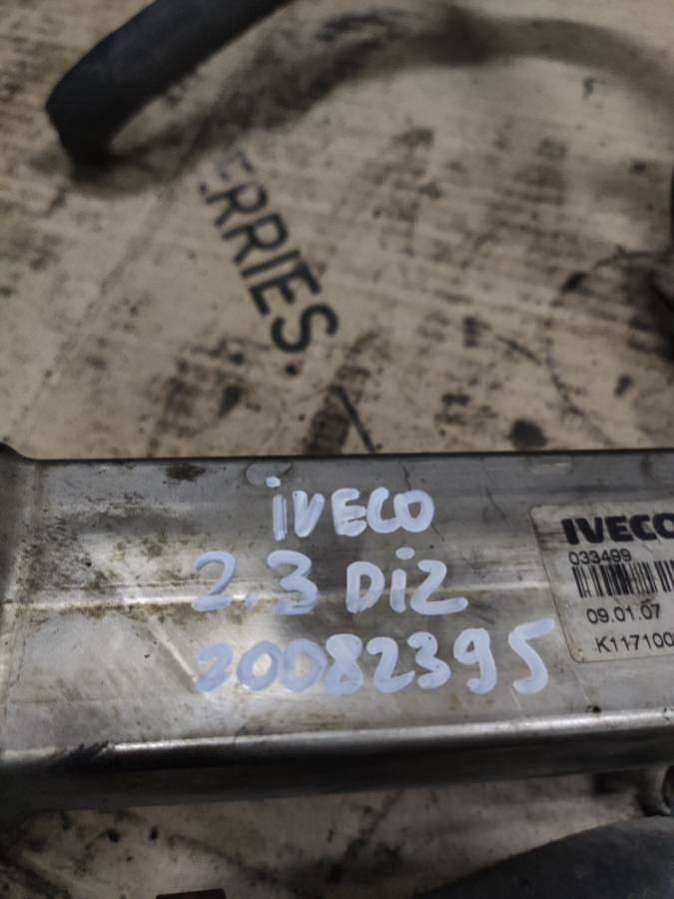 ERRIES.
iVECO
2.3 DiZ
20082395
IVECO
033499
09.01.07
K117100